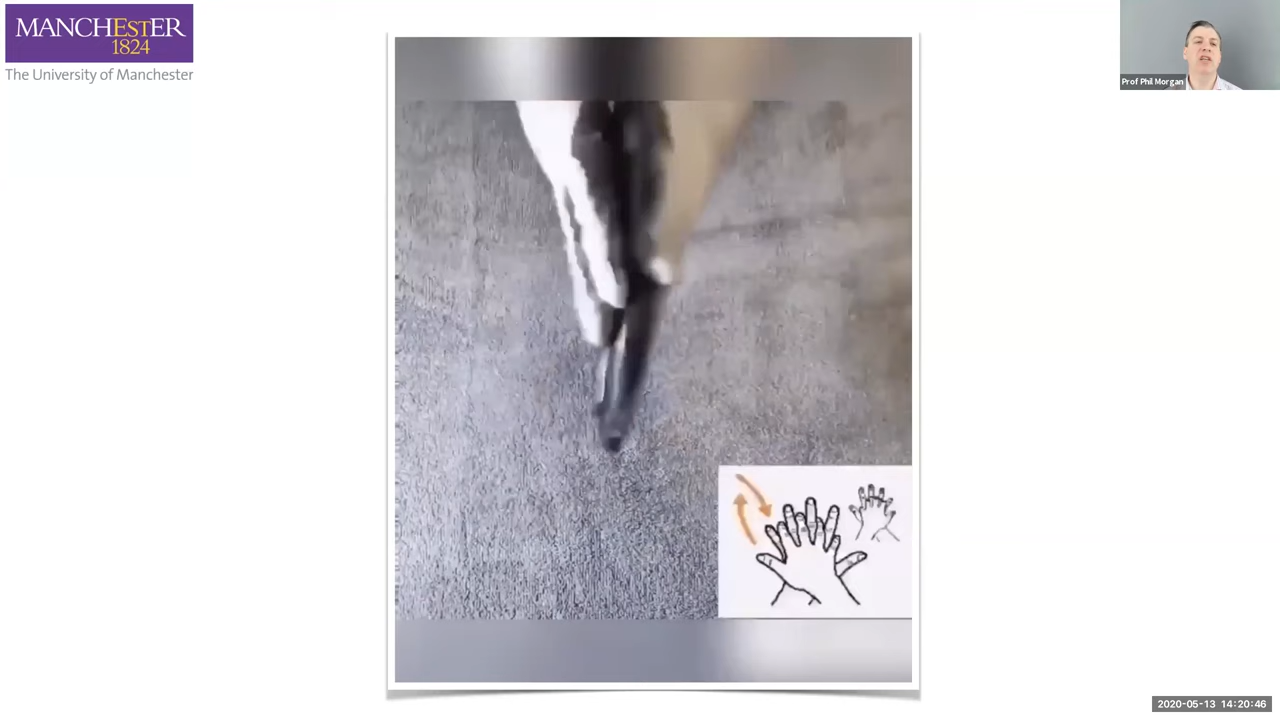 MANCHESTER
1824
The University of Manchester
Prof Phil Morgan
2020-05-13 14:20:46